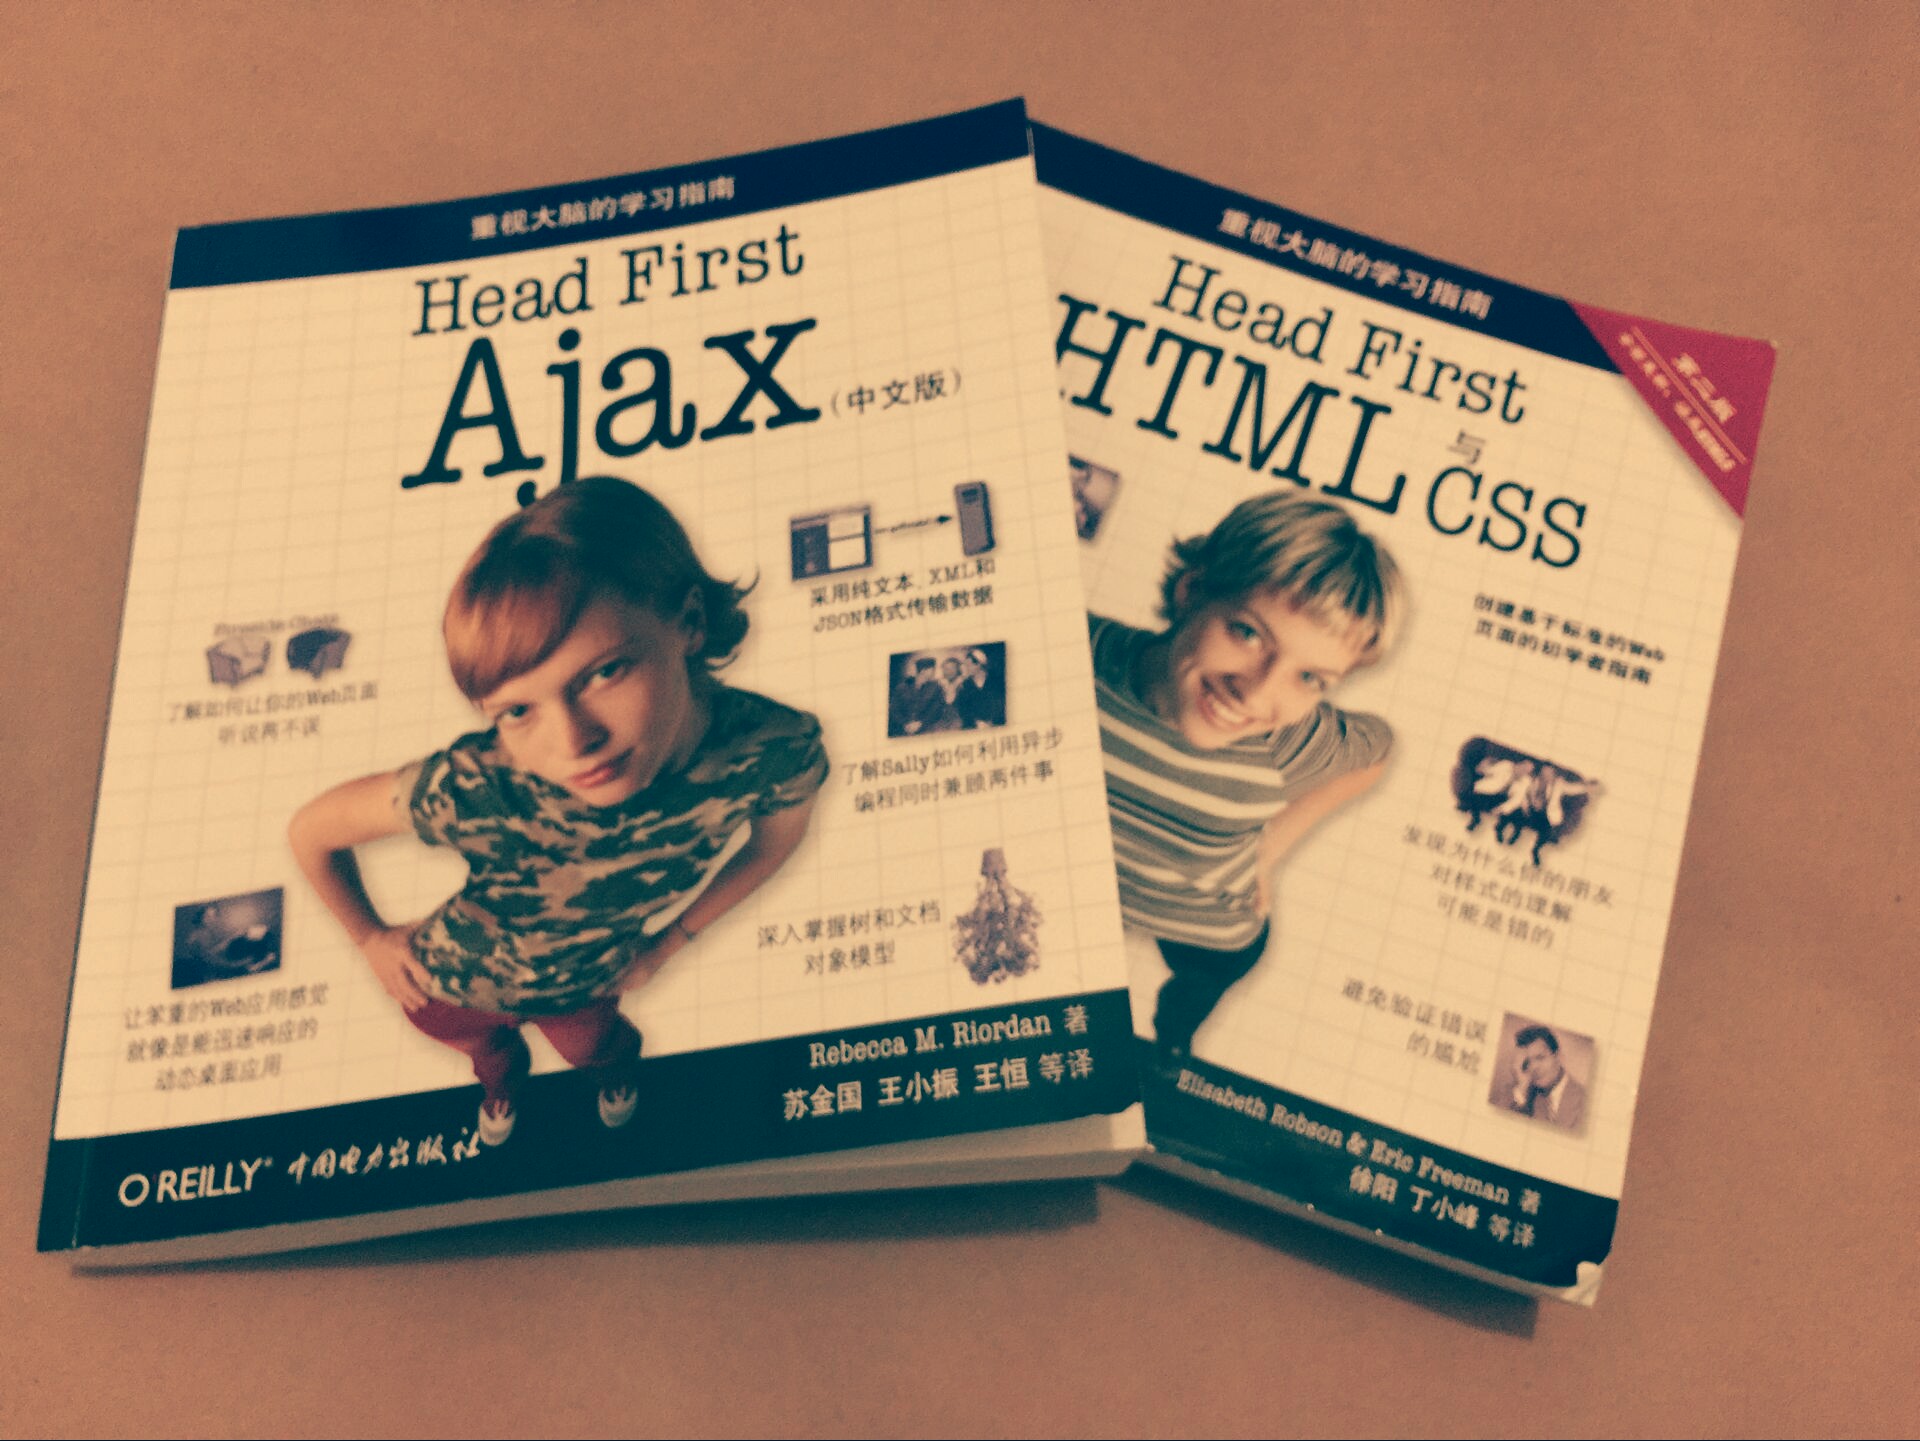 重视大脑的学习指南
Head First
Ajax
(中文版)
采用纯文本、XML和
JSON格式传输数据
Fireside Chats
了解如何让你的Web页面
听说两不误
了解Sally如何利用异步
编程同时兼顾两件事
深入掌握树和文档
对象模型
让笨重的Web应用感觉
就像是能迅速响应的
动态桌面应用
Rebecca M. Riordan 著
苏金国 王小振 王恒 等译
O'REILLY® 中国电力出版社
重视大脑的学习指南
第二版
Head First
HTML
与
CSS
创建基于标准的Web
页面的初学者指南
发现为什么你的朋友
对样式的理解
可能是错的
避免验证错误
的尴尬
Elisabeth Robson & Eric Freeman 著
徐阳 丁小峰 等译